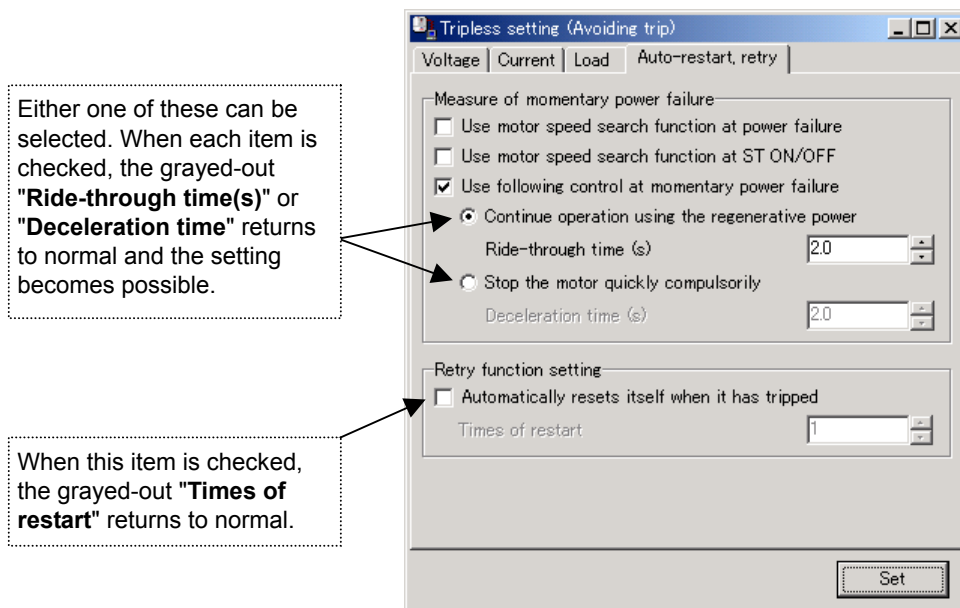 Tripless setting (Avoiding trip)
Voltage Current Load Auto-restart, retry
Either one of these can be
selected. When each item is
checked, the grayed-out
"Ride-through time(s)" or
"Deceleration time" returns
to normal and the setting
becomes possible.
Measure of momentary power failure
Use motor speed search function at power failure
Use motor speed search function at ST ON/OFF
Use following control at momentary power failure
Continue operation using the regenerative power
Ride-through time (s) 2.0
Stop the motor quickly compulsorily
Deceleration time (s) 2.0
Retry function setting
Automatically resets itself when it has tripped
Times of restart 1
When this item is checked,
the grayed-out "Times of
restart" returns to normal.
Set